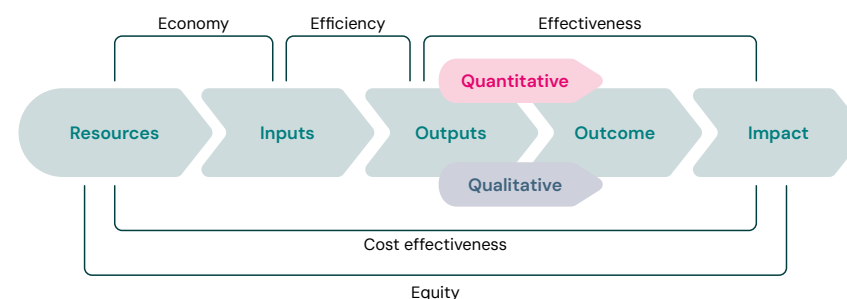 Economy
Efficiency
Effectiveness
Quantitative
Resources
Inputs
Outputs
Outcome
Impact
Qualitative
Cost effectiveness
Equity